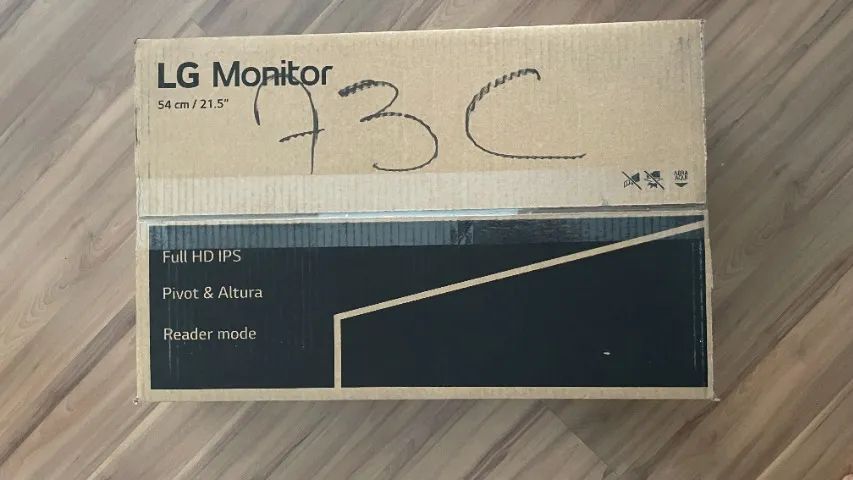 LG Monitor
54 cm / 21.5"
73C
Full HD IPS
Pivot & Altura
Reader mode